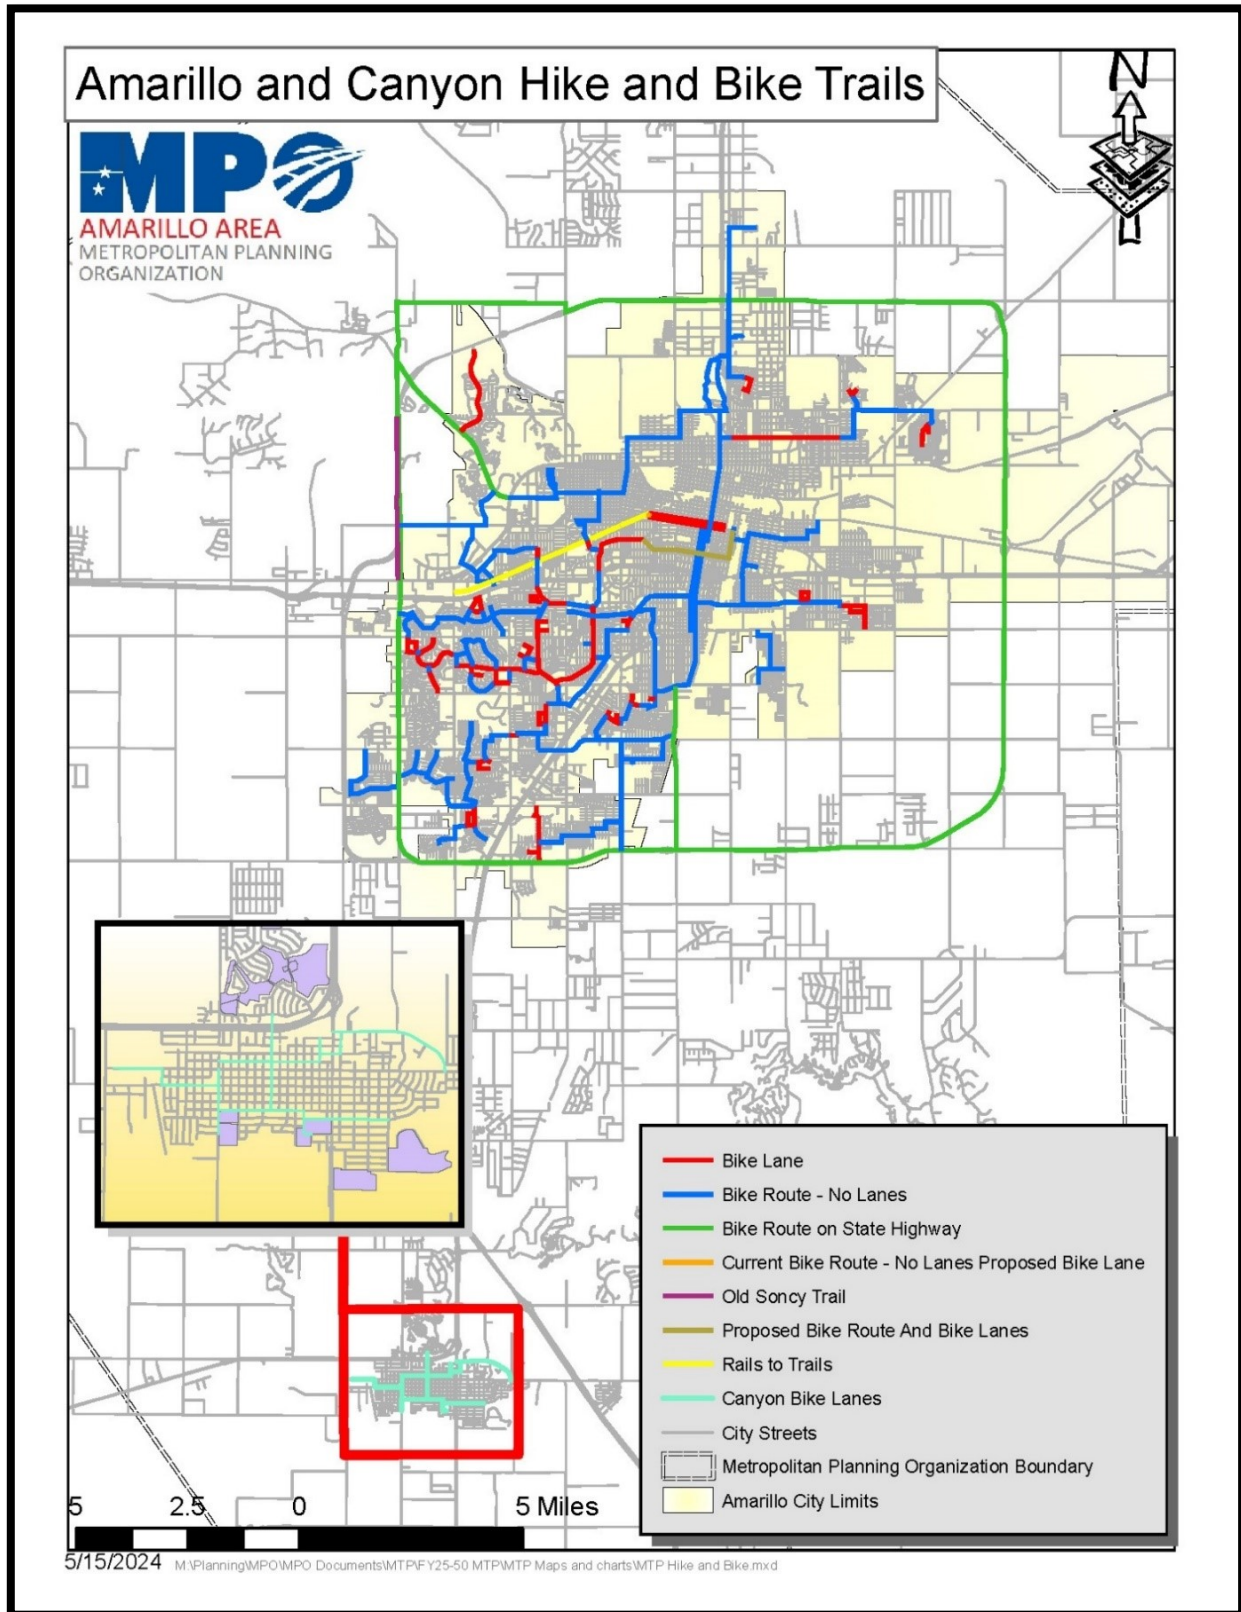 Amarillo and Canyon Hike and Bike Trails
N
MPO
AMARILLO AREA
METROPOLITAN PLANNING
ORGANIZATION
Bike Lane
Bike Route - No Lanes
Bike Route on State Highway
Current Bike Route - No Lanes Proposed Bike Lane
Old Soncy Trail
Proposed Bike Route And Bike Lanes
Rails to Trails
Canyon Bike Lanes
City Streets
Metropolitan Planning Organization Boundary
Amarillo City Limits
5 2.5 0 5 Miles
5/15/2024 M:\Planning\MPO\MPO Documents\MTP\FY25-50 MTP\MTP Maps and charts\MTP Hike and Bike.mxd